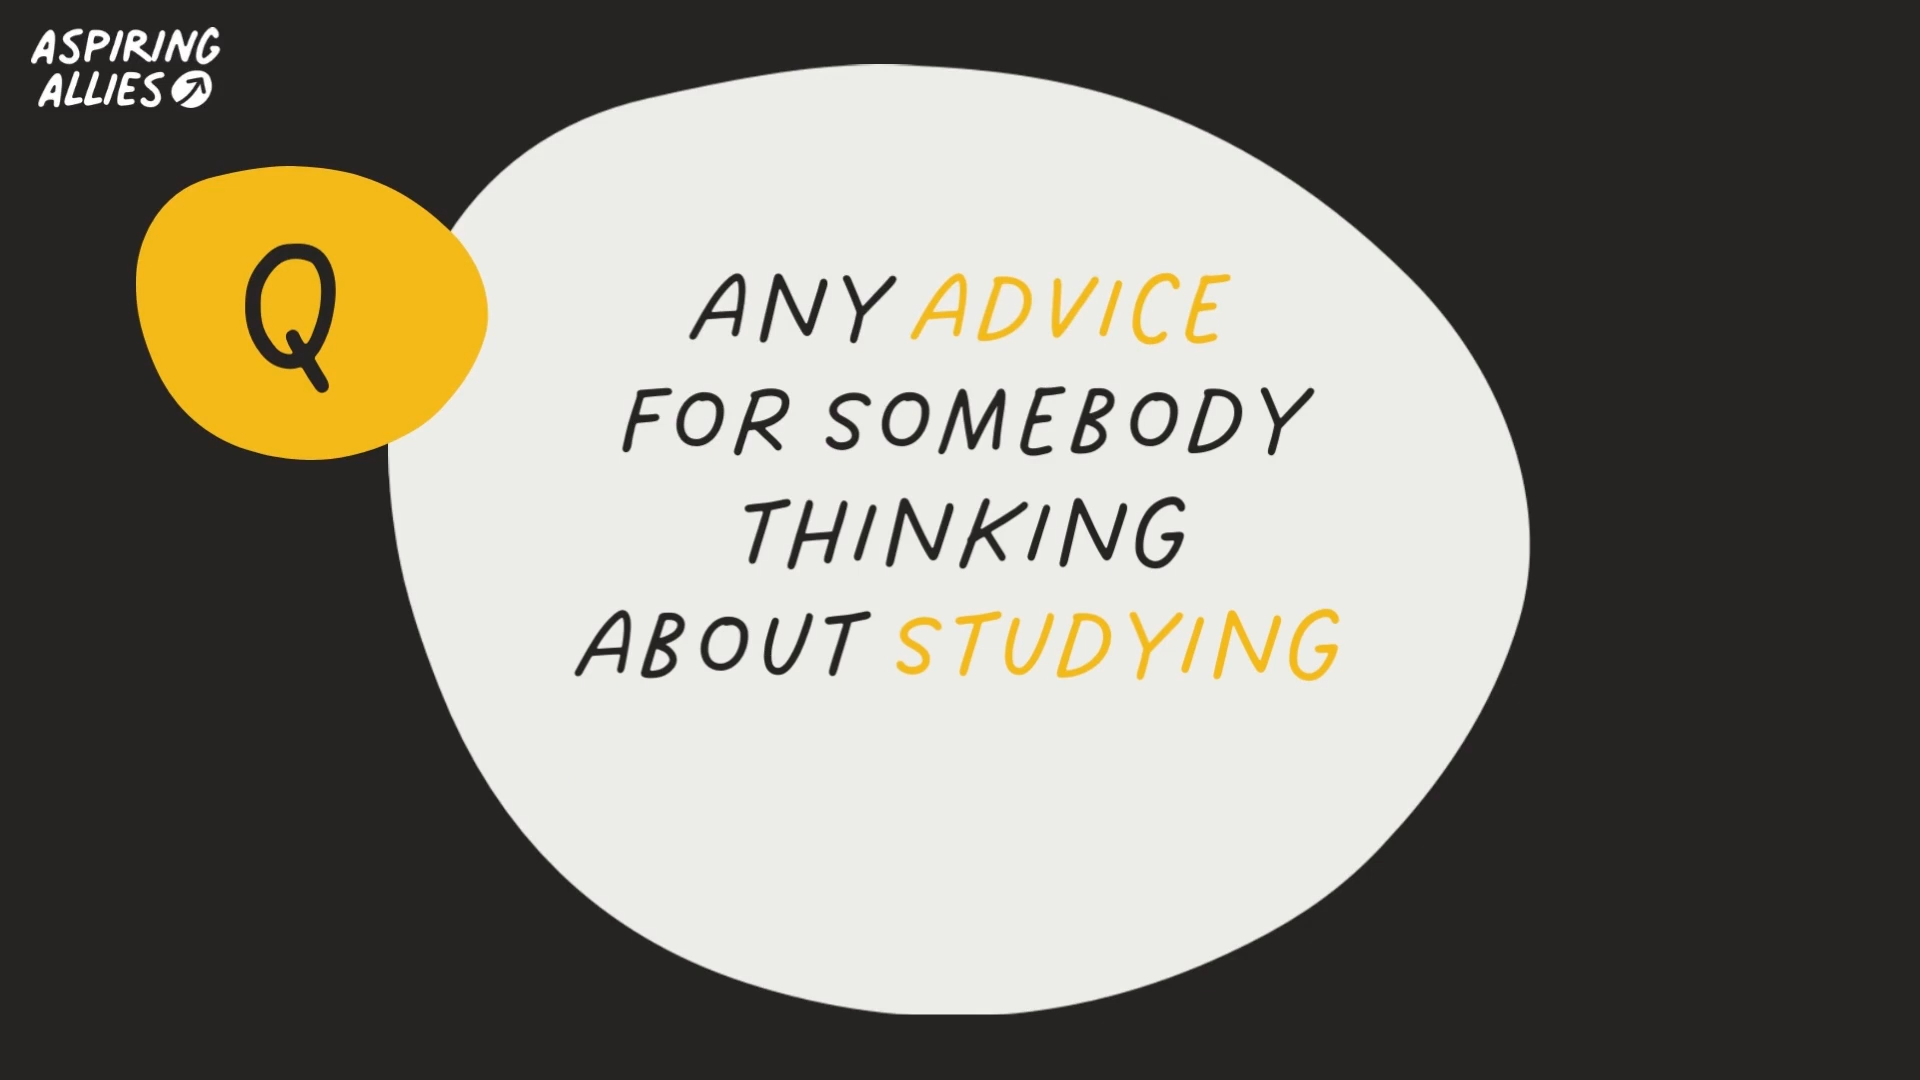 ASPIRING
ALLIES
Q
ANY ADVICE
FOR SOMEBODY
THINKING
ABOUT STUDYING